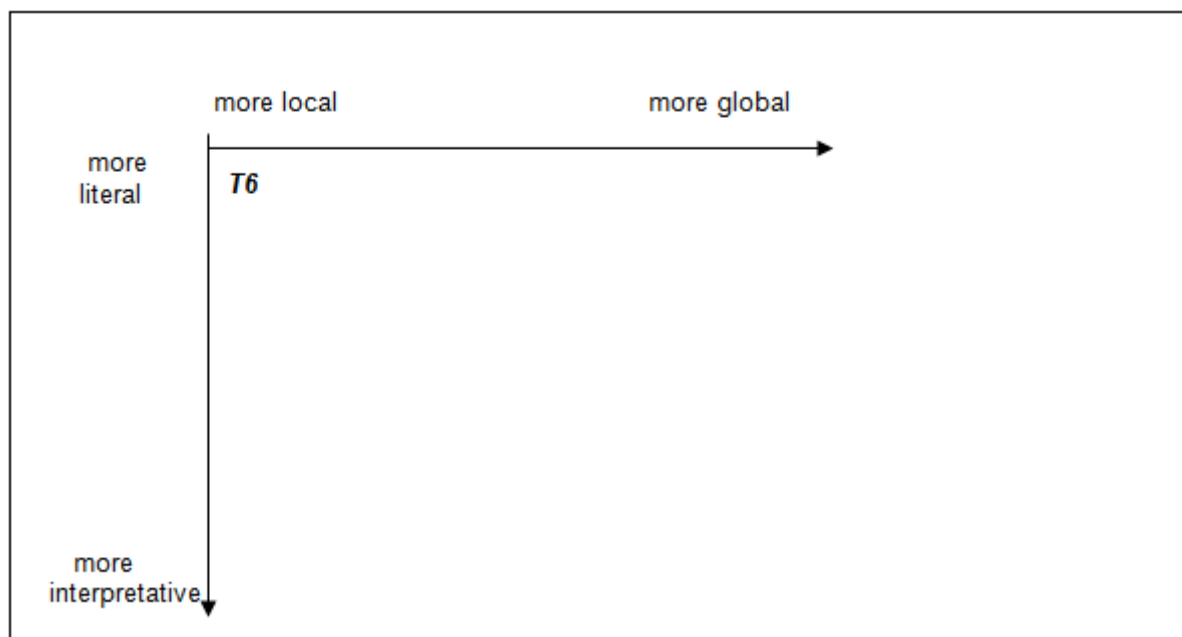 more local
more global
more
literal
T6
more
interpretative